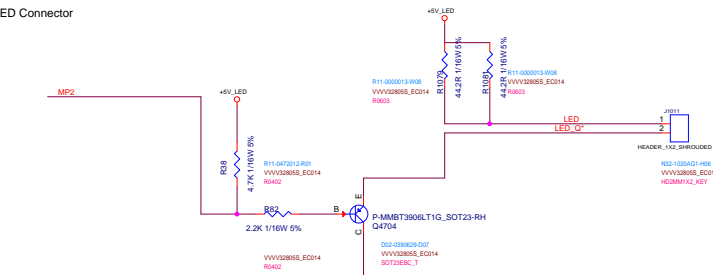 ED Connector
+5V_LED
R1079
44.2R 1/16W 5%
R11-0000013-W08
VVVV32805S_EC014
R0603
R1081
44.2R 1/16W 5%
R11-0000013-W08
VVVV32805S_EC014
R0603
MP2
+5V_LED
R38
4.7K 1/16W 5%
R11-0472012-R01
VVVV32805S_EC014
R0402
LED
LED_Q*
1
2
J1011
HEADER_1X2_SHROUDED
N32-1020AG1-H06
VVVV32805S_EC01
HD2MM1X2_KEY
R82
2.2K 1/16W 5%
VVVV32805S_EC014
R0402
B
E
C
P-MMBT3906LT1G_SOT23-RH
Q4704
D02-0390629-D07
VVVV32805S_EC014
SOT23EBC_T